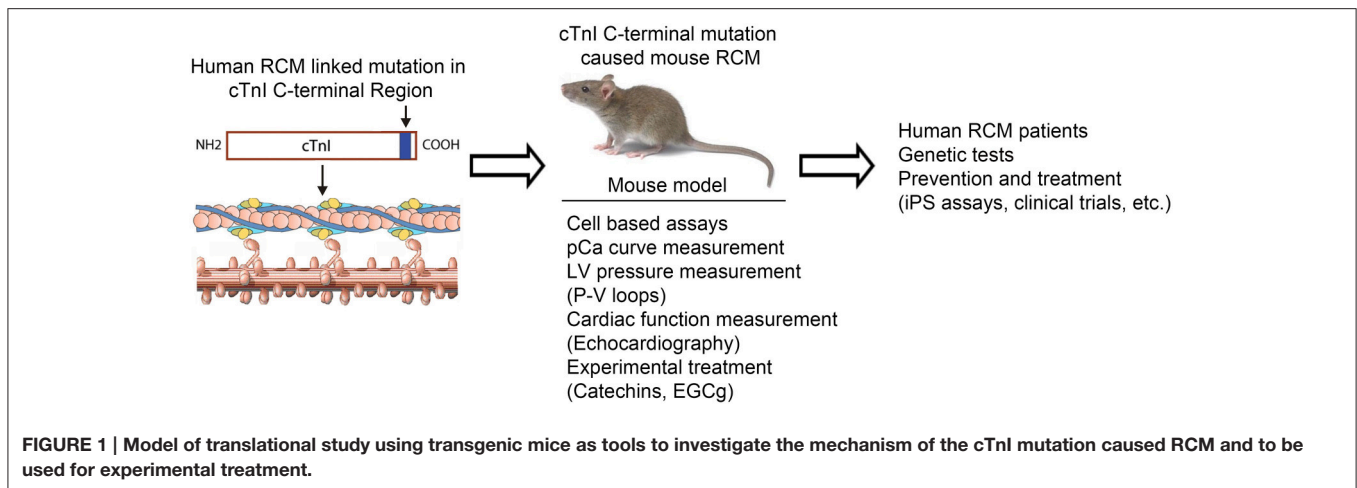 Human RCM linked mutation in
cTnI C-terminal Region
NH2
cTnI
COOH
cTnI C-terminal mutation
caused mouse RCM
Mouse model
Cell based assays
pCa curve measurement
LV pressure measurement
(P-V loops)
Cardiac function measurement
(Echocardiography)
Experimental treatment
(Catechins, EGCg)
Human RCM patients
Genetic tests
Prevention and treatment
(iPS assays, clinical trials, etc.)
FIGURE 1 | Model of translational study using transgenic mice as tools to investigate the mechanism of the cTnI mutation caused RCM and to be
used for experimental treatment.